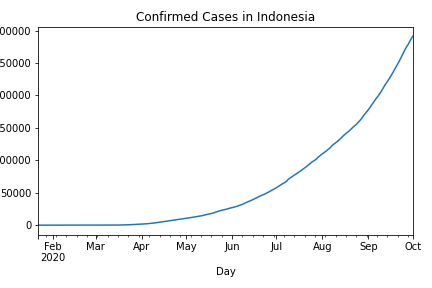 Confirmed Cases in Indonesia
50000
0
Feb Mar Apr May Jun Jul Aug Sep Oct
2020
Day